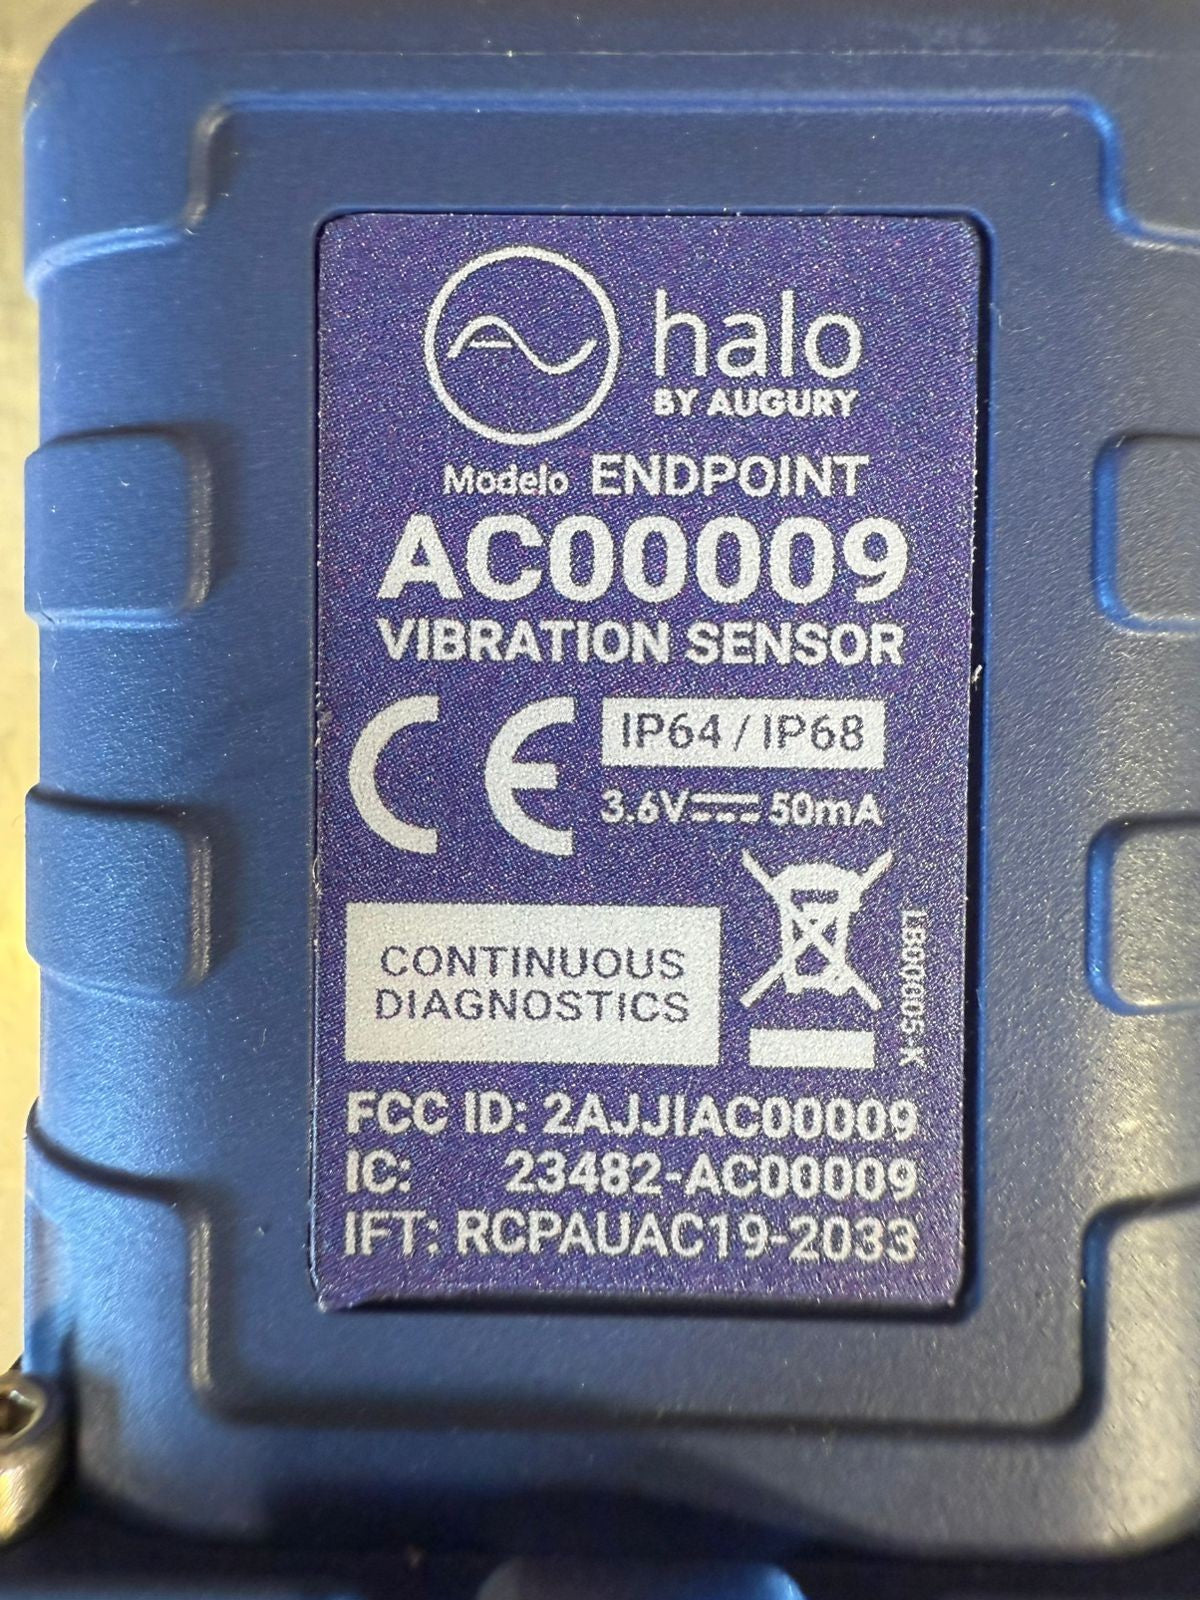 halo
BY AUGURY
Modelo ENDPOINT
AC00009
VIBRATION SENSOR
CE
IP64 / IP68
3.6V⎓50mA
CONTINUOUS
DIAGNOSTICS
LB00005-K
FCC ID: 2AJJIAC00009
IC: 23482-AC00009
IFT: RCPAUAC19-2033